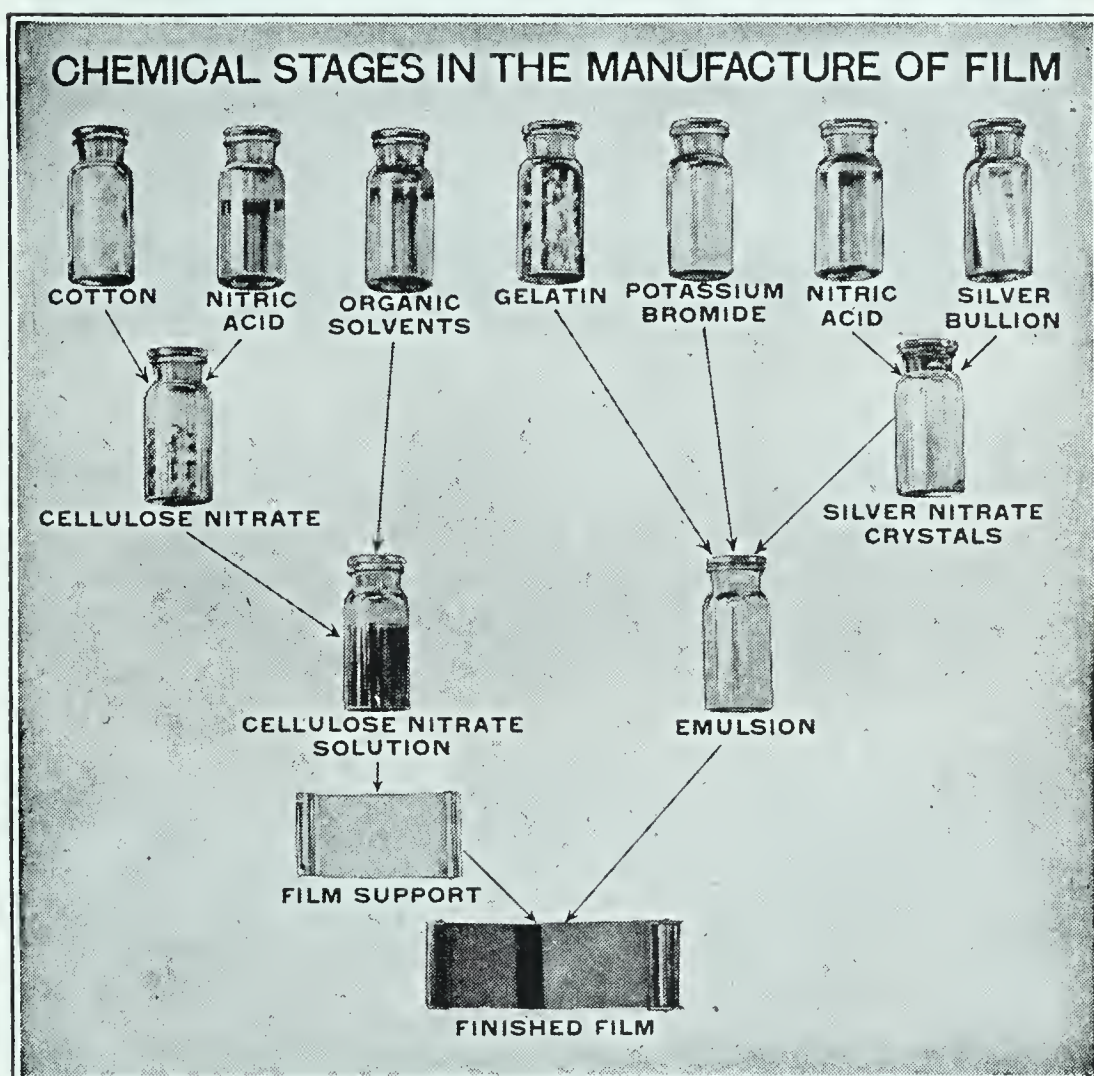 CHEMICAL STAGES IN THE MANUFACTURE OF FILM
COTTON
NITRIC
ACID
ORGANIC
SOLVENTS
GELATIN
POTASSIUM
BROMIDE
NITRIC
ACID
SILVER
BULLION
CELLULOSE NITRATE
SILVER NITRATE
CRYSTALS
CELLULOSE NITRATE
SOLUTION
EMULSION
FILM SUPPORT
FINISHED FILM